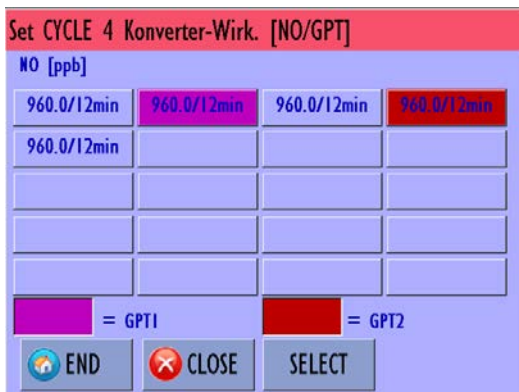 Set CYCLE 4 Konverter-Wirk. [NO/GPT]
NO [ppb]
960.0/12min 960.0/12min 960.0/12min 960.0/12min
960.0/12min
= GPT1 = GPT2
END CLOSE SELECT